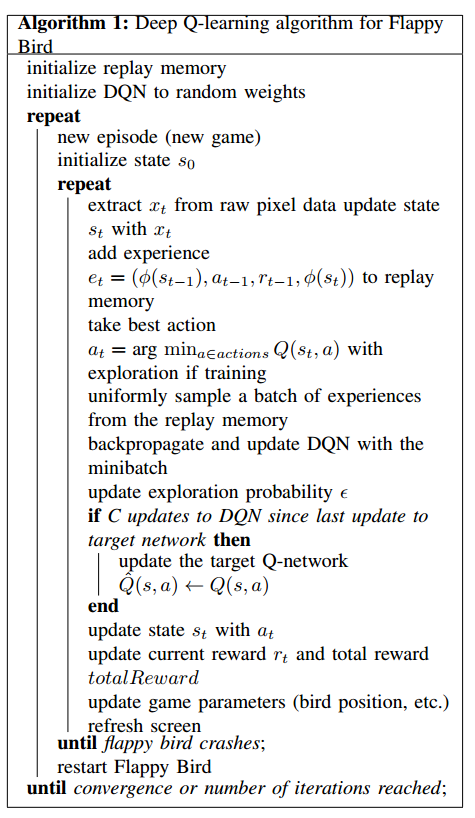 Algorithm 1: Deep Q-learning algorithm for Flappy
Bird
initialize replay memory
initialize DQN to random weights
repeat
new episode (new game)
initialize state s_0
repeat
extract x_t from raw pixel data update state
s_t with x_t
add experience
e_t = (ϕ(s_{t−1}), a_{t−1}, r_{t−1}, ϕ(s_t)) to replay
memory
take best action
a_t = arg min_{a∈actions} Q(s_t, a) with
exploration if training
uniformly sample a batch of experiences
from the replay memory
backpropagate and update DQN with the
minibatch
update exploration probability ϵ
if C updates to DQN since last update to
target network then
update the target Q-network
Q̂(s, a) ← Q(s, a)
end
update state s_t with a_t
update current reward r_t and total reward
totalReward
update game parameters (bird position, etc.)
refresh screen
until flappy bird crashes;
restart Flappy Bird
until convergence or number of iterations reached;